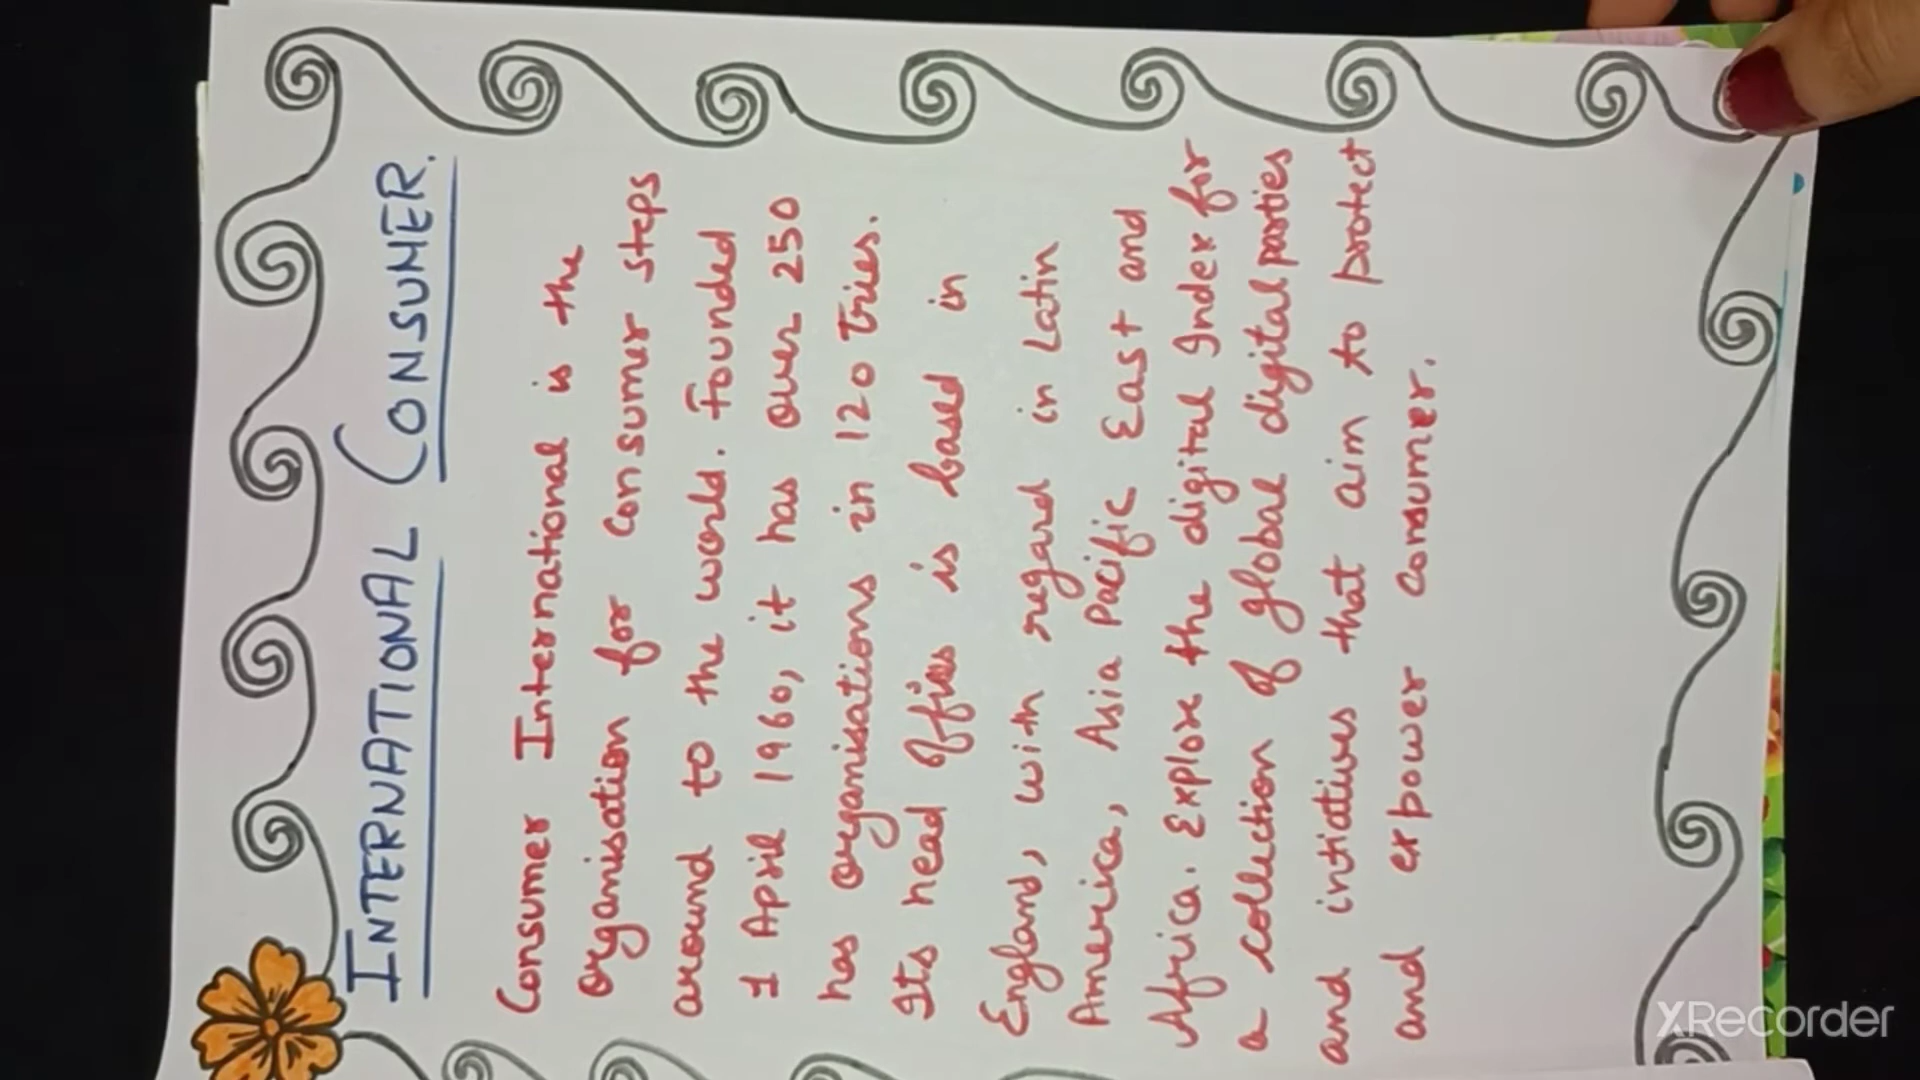 INTERNATIONAL CONSUMER.
Consumer International is the
organisation for consumer steps
around to the world. Founded
1 April 1960, it has over 250
has organisations in 120 tries.
Its head offies is based in
England, with regard in Latin
America, Asia Pacific East and
Africa. Explore the digital Index for
a collection of global digital parties
and intiatives that aim to protect
and expower consumer.
XRecorder